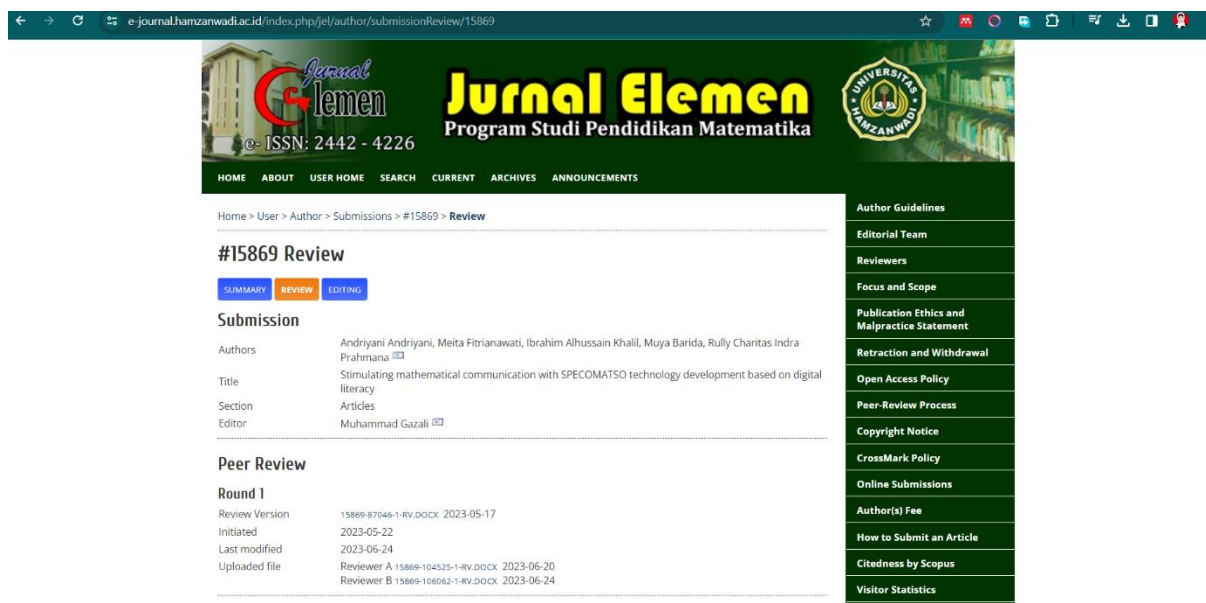 e-journal.hamzanwadi.ac.id/index.php/jel/author/submissionReview/15869
Jurnal
Elemen
e- ISSN: 2442 - 4226
Jurnal Elemen
Program Studi Pendidikan Matematika
UNIVERSITAS
HAMZANWADI
HOME ABOUT USER HOME SEARCH CURRENT ARCHIVES ANNOUNCEMENTS
Home > User > Author > Submissions > #15869 > Review
#15869 Review
SUMMARY REVIEW EDITING
Submission
Authors Andriyani Andriyani, Meita Fitrianawati, Ibrahim Alhussain Khalil, Muya Barida, Rully Charitas Indra
Prahmana
Title Stimulating mathematical communication with SPECOMATSO technology development based on digital
literacy
Section Articles
Editor Muhammad Gazali
Peer Review
Round 1
Review Version 15869-87046-1-RV.DOCX 2023-05-17
Initiated 2023-05-22
Last modified 2023-06-24
Uploaded file Reviewer A 15869-104525-1-RV.DOCX 2023-06-20
Reviewer B 15869-106062-1-RV.DOCX 2023-06-24
Author Guidelines
Editorial Team
Reviewers
Focus and Scope
Publication Ethics and
Malpractice Statement
Retraction and Withdrawal
Open Access Policy
Peer-Review Process
Copyright Notice
CrossMark Policy
Online Submissions
Author(s) Fee
How to Submit an Article
Citedness by Scopus
Visitor Statistics